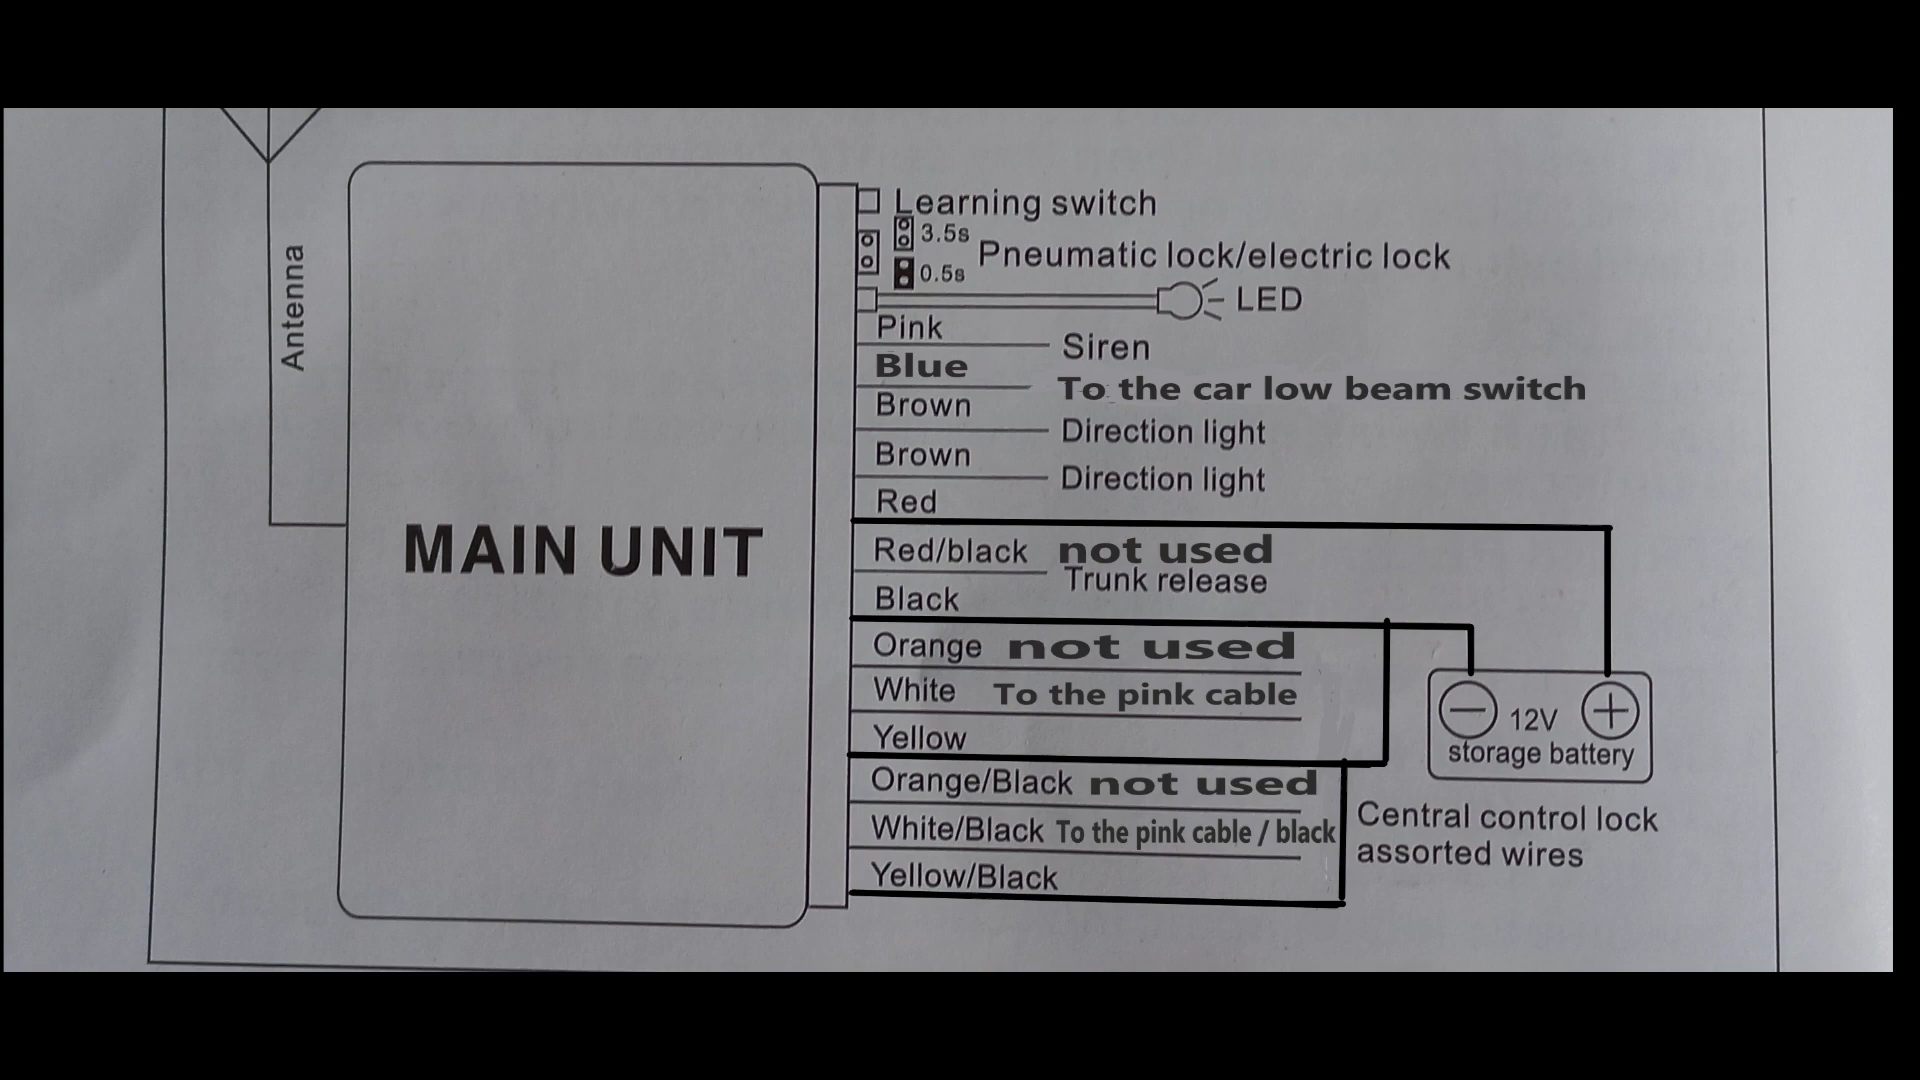 Antenna
MAIN UNIT
Learning switch
3.5s
Pneumatic lock/electric lock
0.5s
LED
Pink
Siren
Blue
To the car low beam switch
Brown
Direction light
Brown
Direction light
Red
Red/black not used
Trunk release
Black
Orange not used
White To the pink cable
Yellow
12V
storage battery
Orange/Black not used
White/Black To the pink cable / black
Yellow/Black
Central control lock
assorted wires